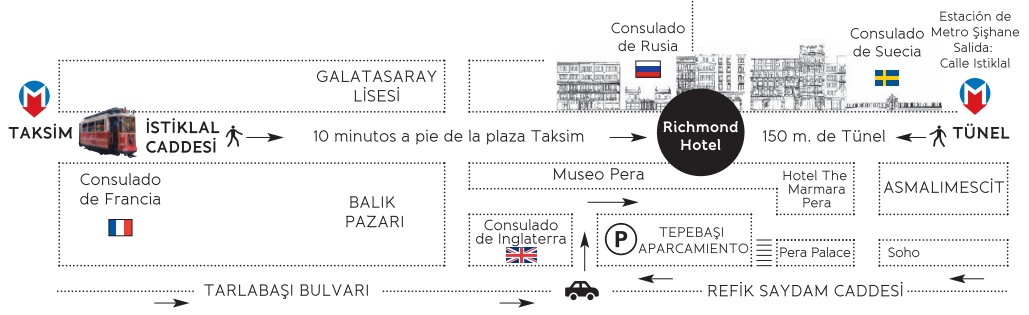 Consulado
de Rusia
Consulado
de Suecia
Estación de
Metro Şişhane
Salida:
Calle Istiklal
GALATASARAY
LİSESİ
M
TAKSİM
İSTİKLAL
CADDESİ
10 minutos a pie de la plaza Taksim
Richmond
Hotel
150 m. de Tünel
M
TÜNEL
Consulado
de Francia
BALIK
PAZARI
Museo Pera
Hotel The
Marmara
Pera
ASMALIMESCİT
Consulado
de Inglaterra
P
TEPEBAŞI
APARCAMIENTO
Pera Palace
Soho
TARLABAŞI BULVARI
REFİK SAYDAM CADDESİ